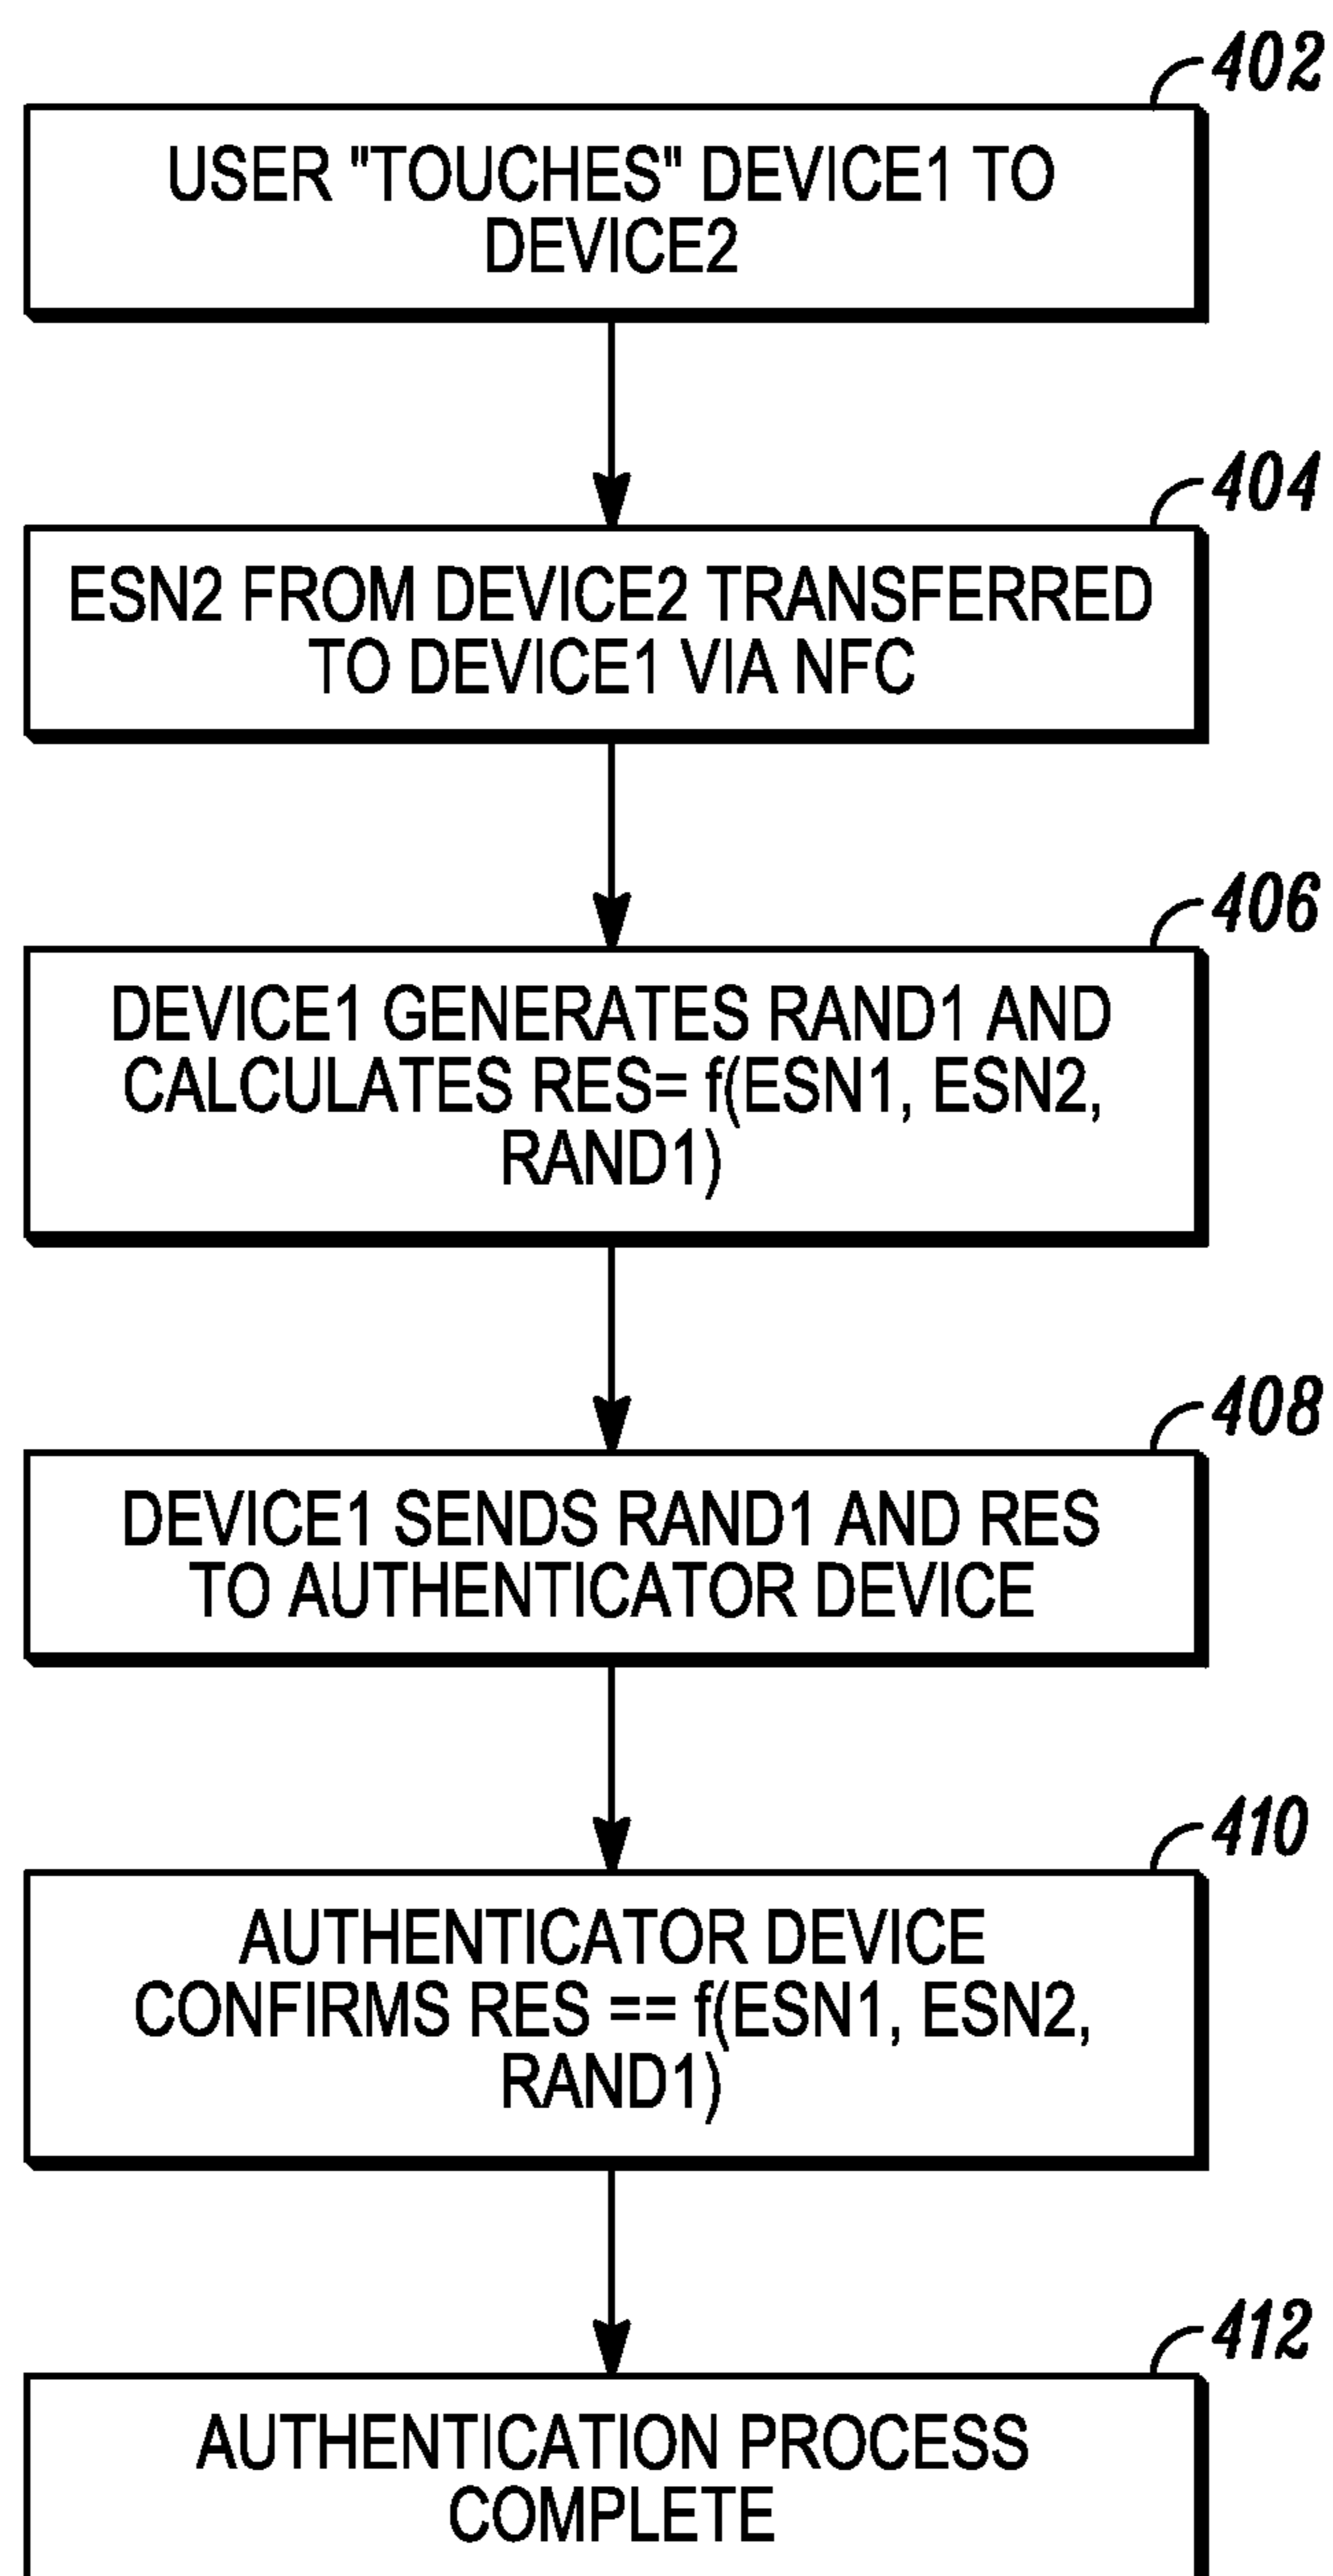 402
USER "TOUCHES" DEVICE1 TO
DEVICE2
404
ESN2 FROM DEVICE2 TRANSFERRED
TO DEVICE1 VIA NFC
406
DEVICE1 GENERATES RAND1 AND
CALCULATES RES= f(ESN1, ESN2,
RAND1)
408
DEVICE1 SENDS RAND1 AND RES
TO AUTHENTICATOR DEVICE
410
AUTHENTICATOR DEVICE
CONFIRMS RES == f(ESN1, ESN2,
RAND1)
412
AUTHENTICATION PROCESS
COMPLETE